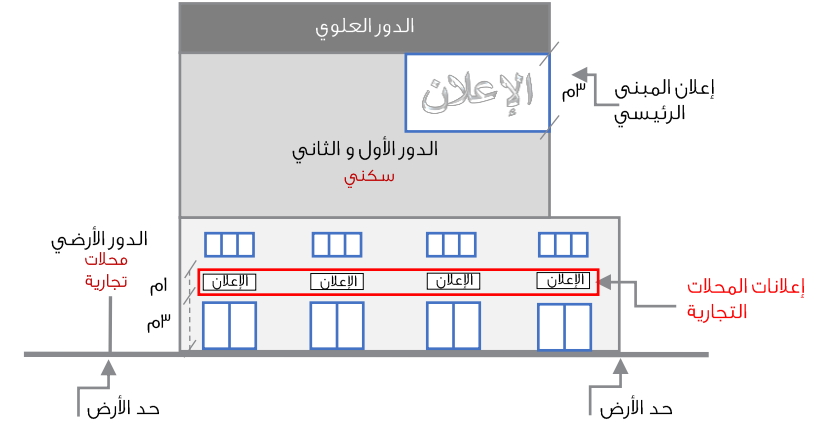 الدور العلوي
الإعلان
٣م
إعلان المبنى
الرئيسي
الدور الأول و الثاني
سكني
الدور الأرضي
محلات
تجارية
١م
٣م
الإعلان
الإعلان
الإعلان
الإعلان
إعلانات المحلات
التجارية
حد الأرض
حد الأرض